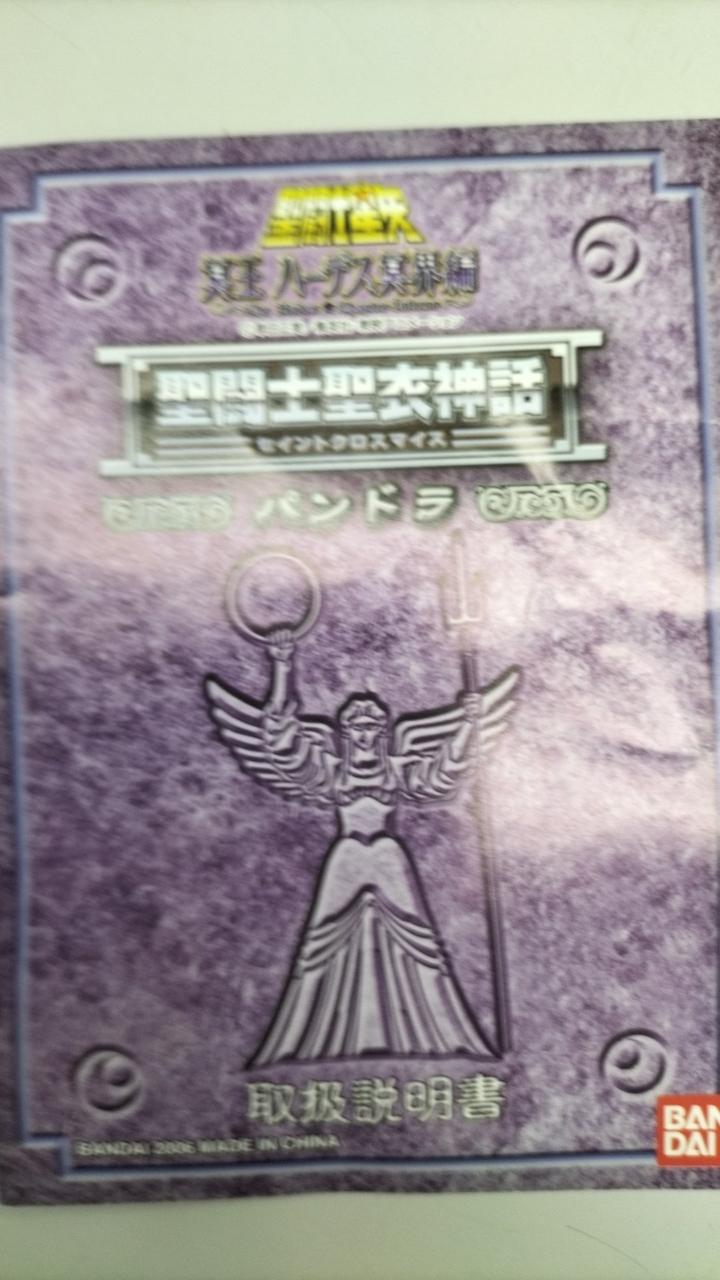 聖闘士星矢
冥王 ハーデス冥界編
聖闘士聖衣神話
セイントクロスマイス
パンドラ
取扱説明書
BANDAI 2006 MADE IN CHINA
BAN
DAI